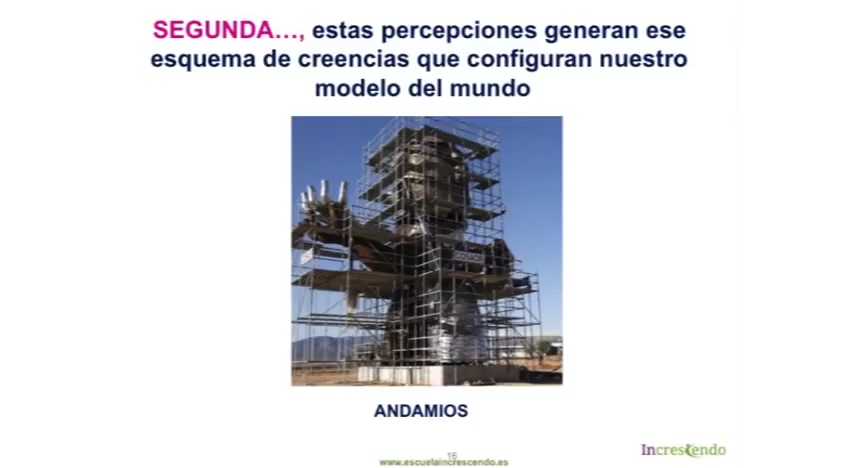 SEGUNDA…, estas percepciones generan ese
esquema de creencias que configuran nuestro
modelo del mundo
ANDAMIOS
16
www.escuelaincrescendo.es
Increscendo